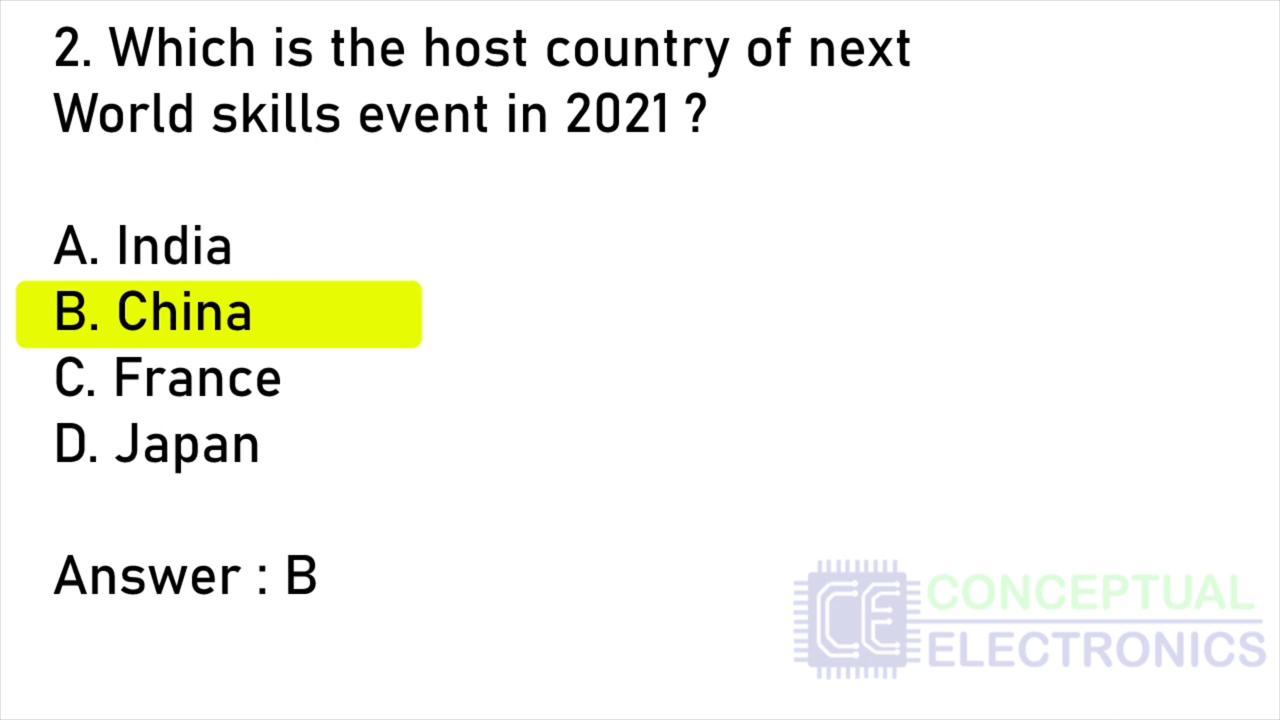 2. Which is the host country of next
World skills event in 2021 ?
A. India
B. China
C. France
D. Japan
Answer : B
CE
CONCEPTUAL
ELECTRONICS